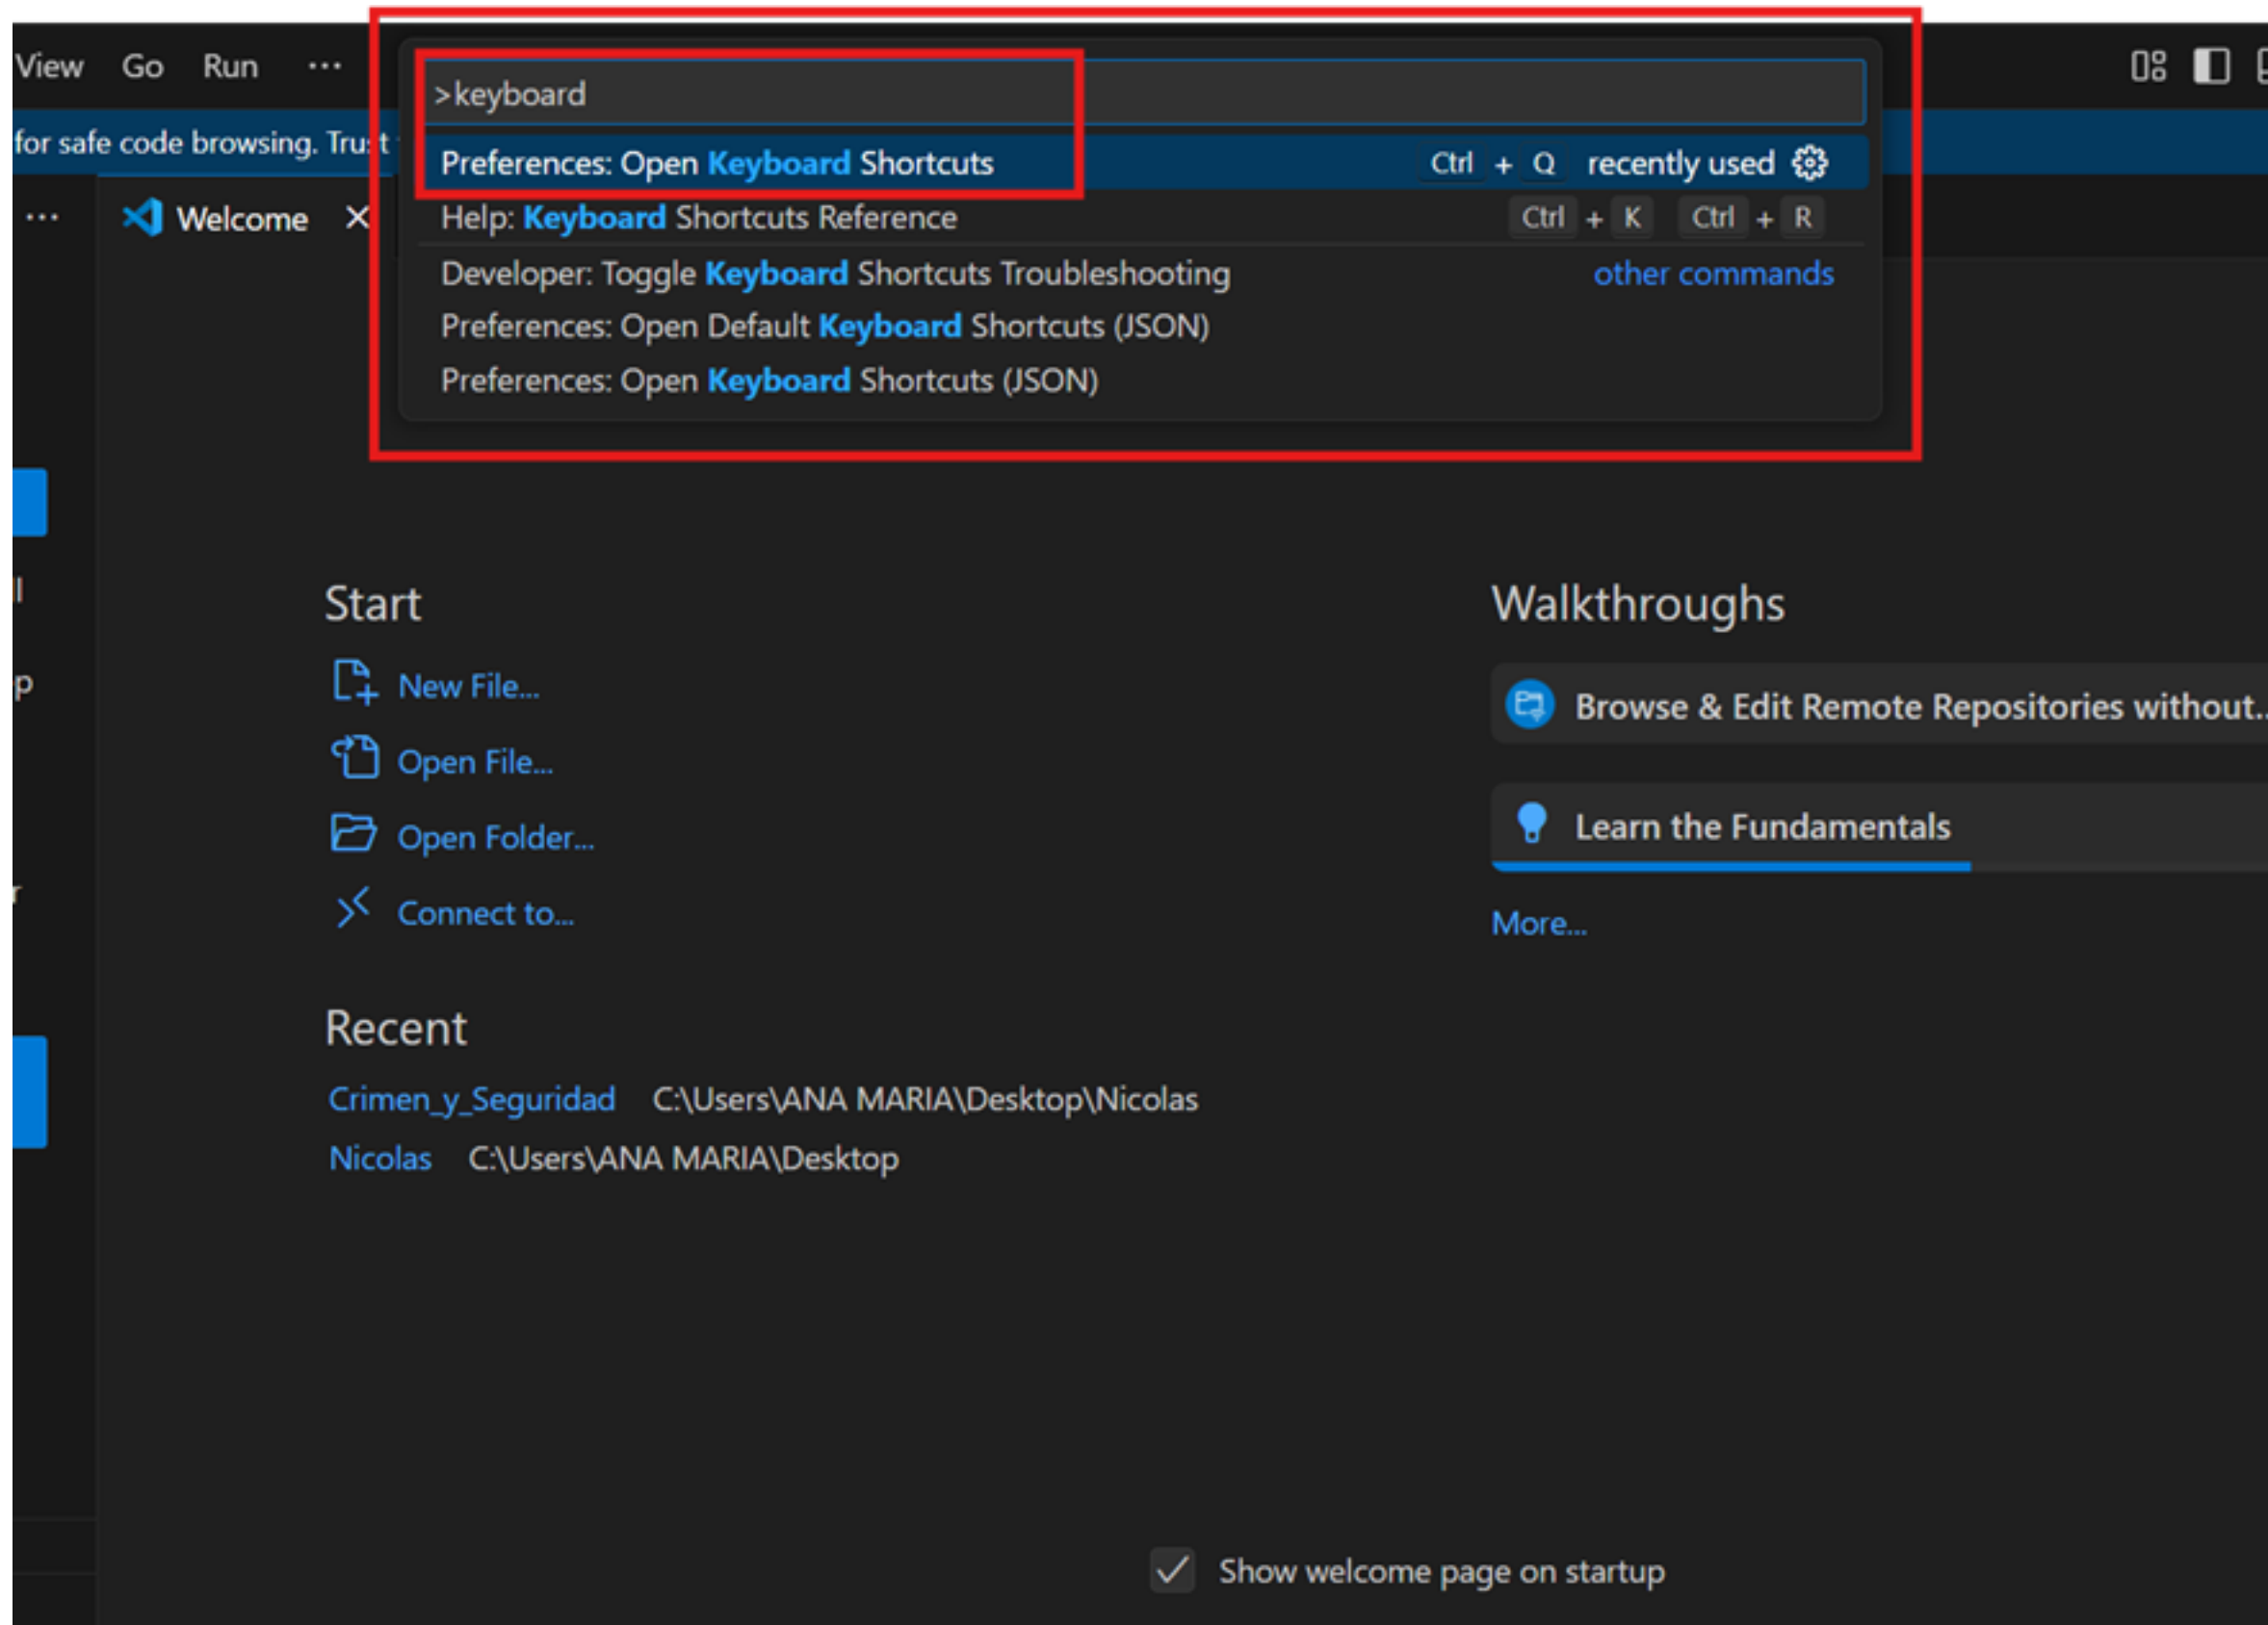 View Go Run ...
>keyboard
for safe code browsing. Trust
Preferences: Open Keyboard Shortcuts Ctrl + Q recently used
... Welcome
Help: Keyboard Shortcuts Reference Ctrl + K Ctrl + R
Developer: Toggle Keyboard Shortcuts Troubleshooting other commands
Preferences: Open Default Keyboard Shortcuts (JSON)
Preferences: Open Keyboard Shortcuts (JSON)
Start
New File...
Open File...
Open Folder...
Connect to...
Walkthroughs
Browse & Edit Remote Repositories without...
Learn the Fundamentals
More...
Recent
Crimen_y_Seguridad C:\Users\ANA MARIA\Desktop\Nicolas
Nicolas C:\Users\ANA MARIA\Desktop
Show welcome page on startup